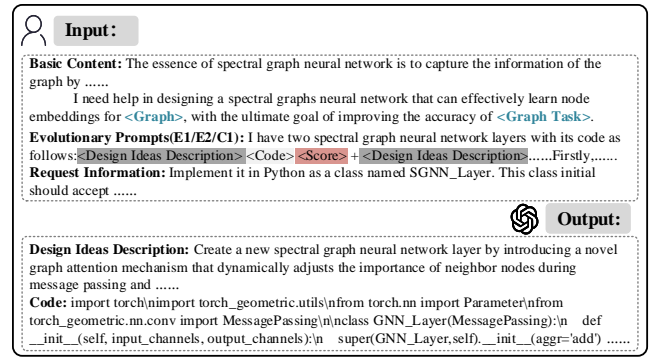 Input:
Basic Content: The essence of spectral graph neural network is to capture the information of the
graph by ......
I need help in designing a spectral graphs neural network that can effectively learn node
embeddings for <Graph>, with the ultimate goal of improving the accuracy of <Graph Task>.
Evolutionary Prompts(E1/E2/C1): I have two spectral graph neural network layers with its code as
follows:<Design Ideas Description> <Code> <Score> + <Design Ideas Description>......Firstly,......
Request Information: Implement it in Python as a class named SGNN_Layer. This class initial
should accept ......
Output:
Design Ideas Description: Create a new spectral graph neural network layer by introducing a novel
graph attention mechanism that dynamically adjusts the importance of neighbor nodes during
message passing and ......
Code: import torch\nimport torch_geometric.utils\nfrom torch.nn import Parameter\nfrom
torch_geometric.nn.conv import MessagePassing\n\nclass GNN_Layer(MessagePassing):\n    def
__init__(self, input_channels, output_channels):\n    super(GNN_Layer,self).__init__(aggr='add') ......